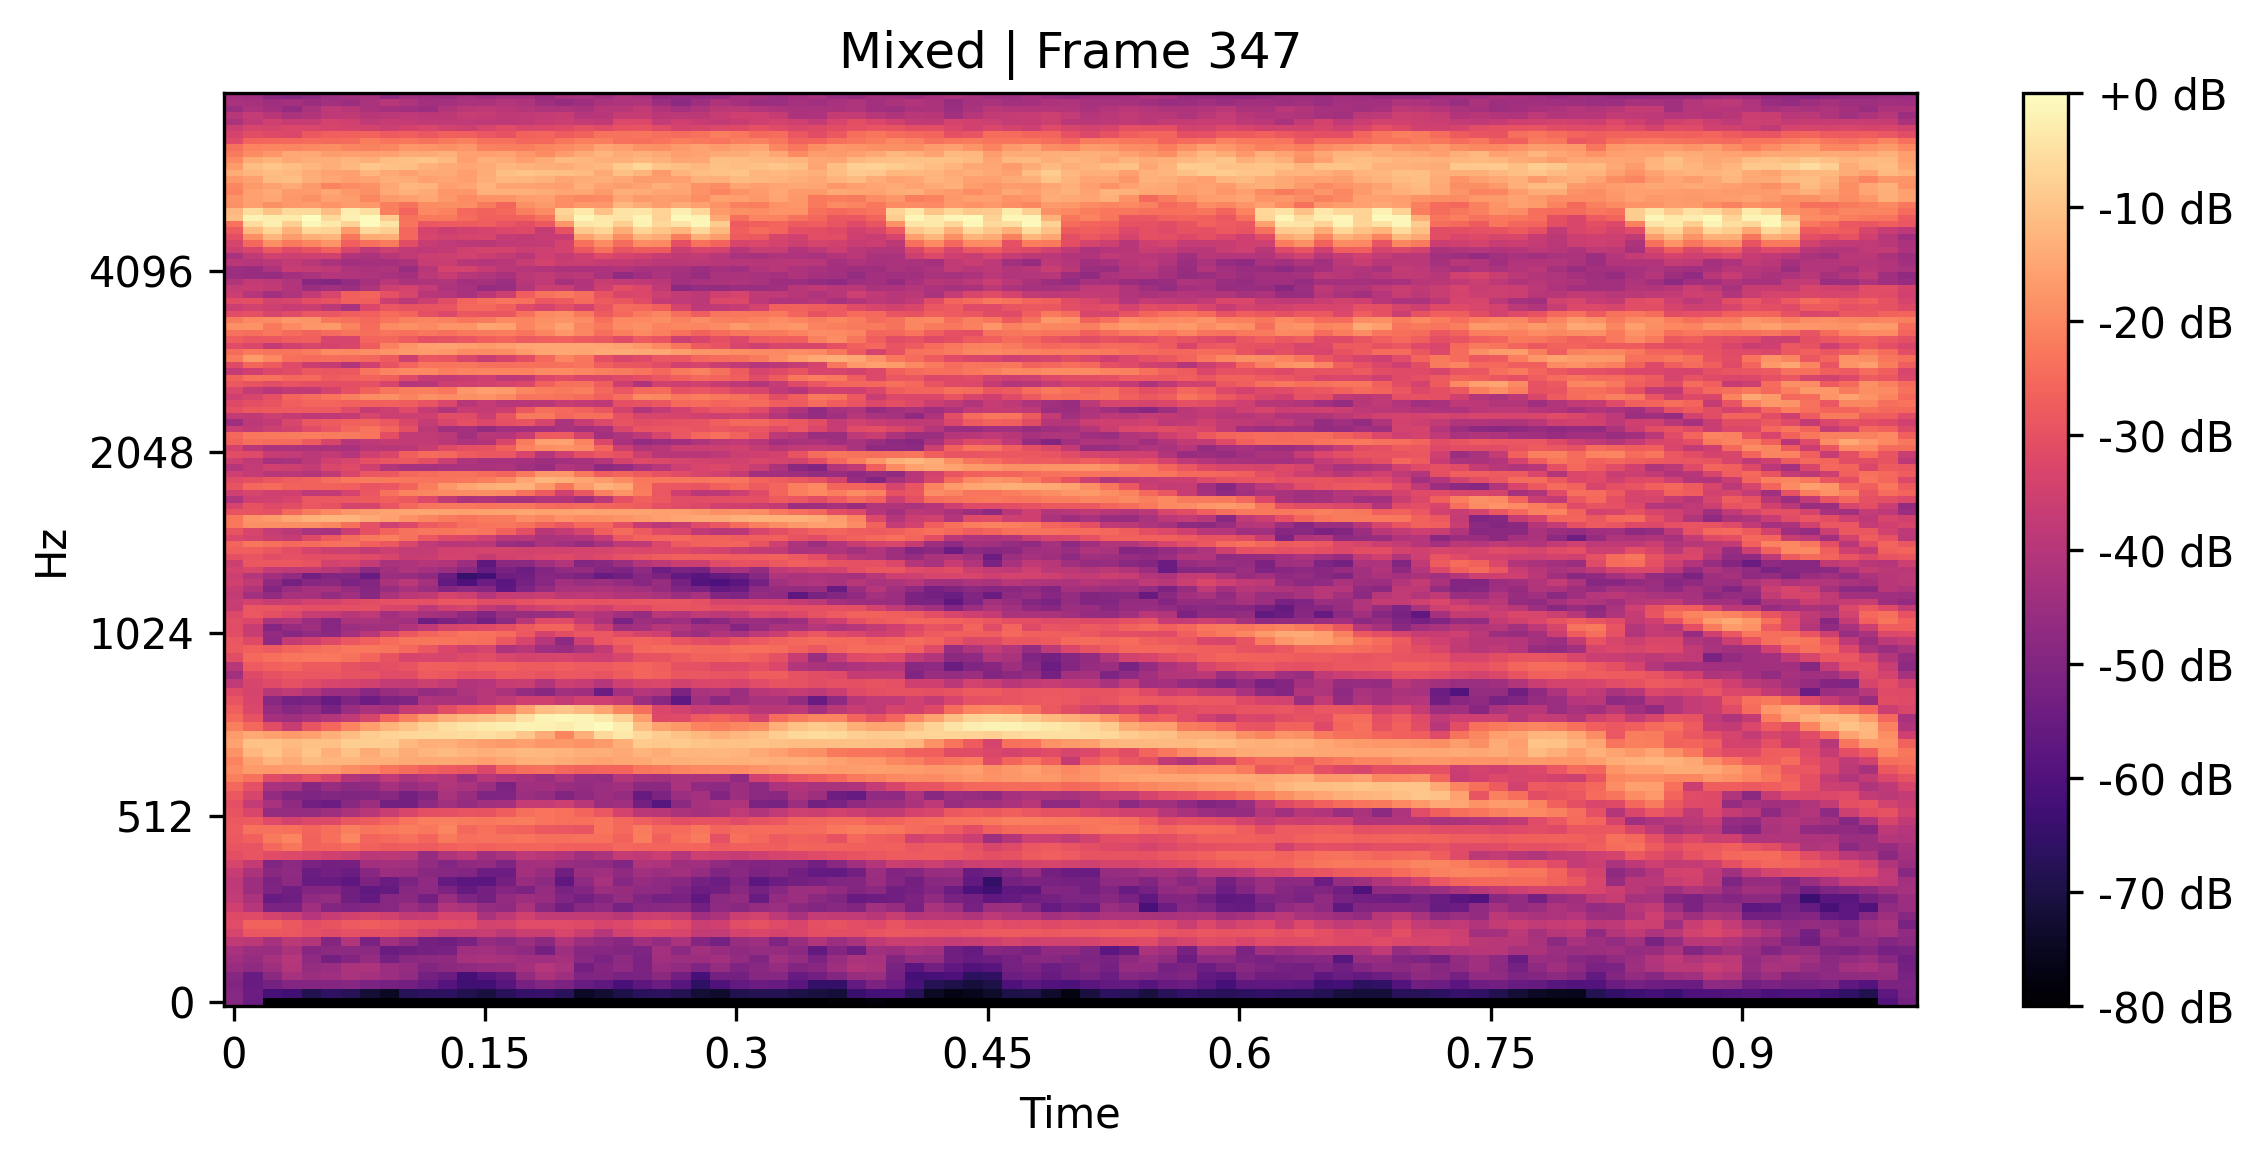 Mixed | Frame 347
Hz
4096
2048
1024
512
0
0 0.15 0.3 0.45 0.6 0.75 0.9
Time
+0 dB
-10 dB
-20 dB
-30 dB
-40 dB
-50 dB
-60 dB
-70 dB
-80 dB